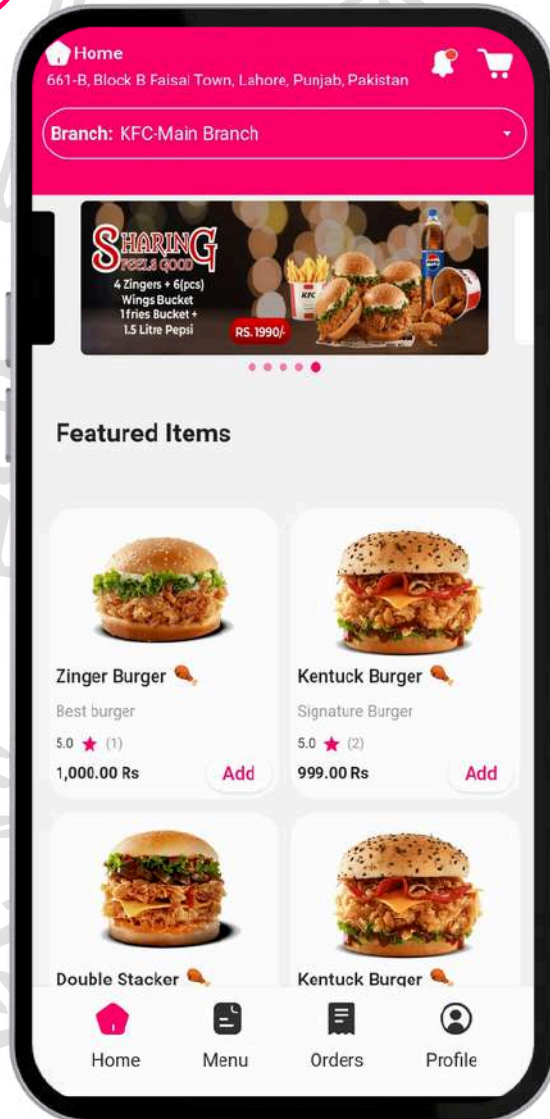 Home
661-B, Block B Faisal Town, Lahore, Punjab, Pakistan
Branch: KFC-Main Branch
SHARING
FEELS GOOD
4 Zingers + 6(pcs)
Wings Bucket
1 fries Bucket +
1.5 Litre Pepsi
RS. 1990/-
KFC
pepsi
Featured Items
Zinger Burger
Best burger
5.0 ★ (1)
1,000.00 Rs
Add
Kentuck Burger
Signature Burger
5.0 ★ (2)
999.00 Rs
Add
Double Stacker
Kentuck Burger
Home
Menu
Orders
Profile